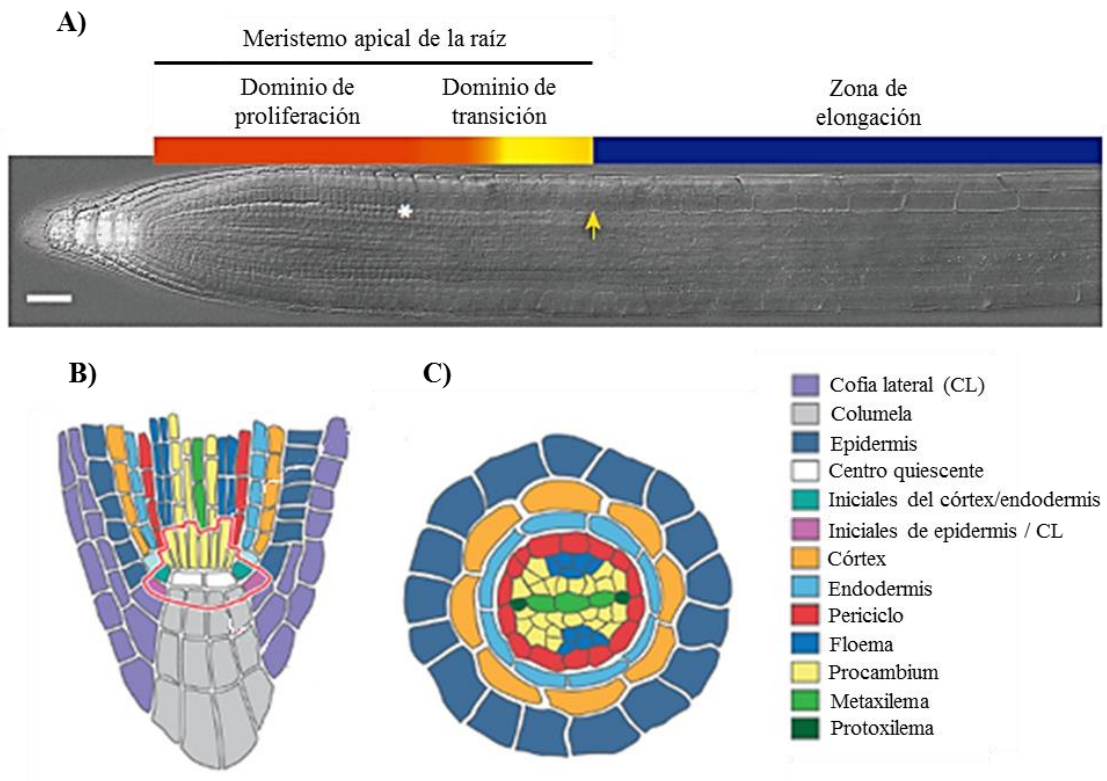 A)
Meristemo apical de la raíz
Dominio de
proliferación
Dominio de
transición
Zona de
elongación
*
B)
C)
Cofia lateral (CL)
Columela
Epidermis
Centro quiescente
Iniciales del córtex/endodermis
Iniciales de epidermis / CL
Córtex
Endodermis
Periciclo
Floema
Procambium
Metaxilema
Protoxilema